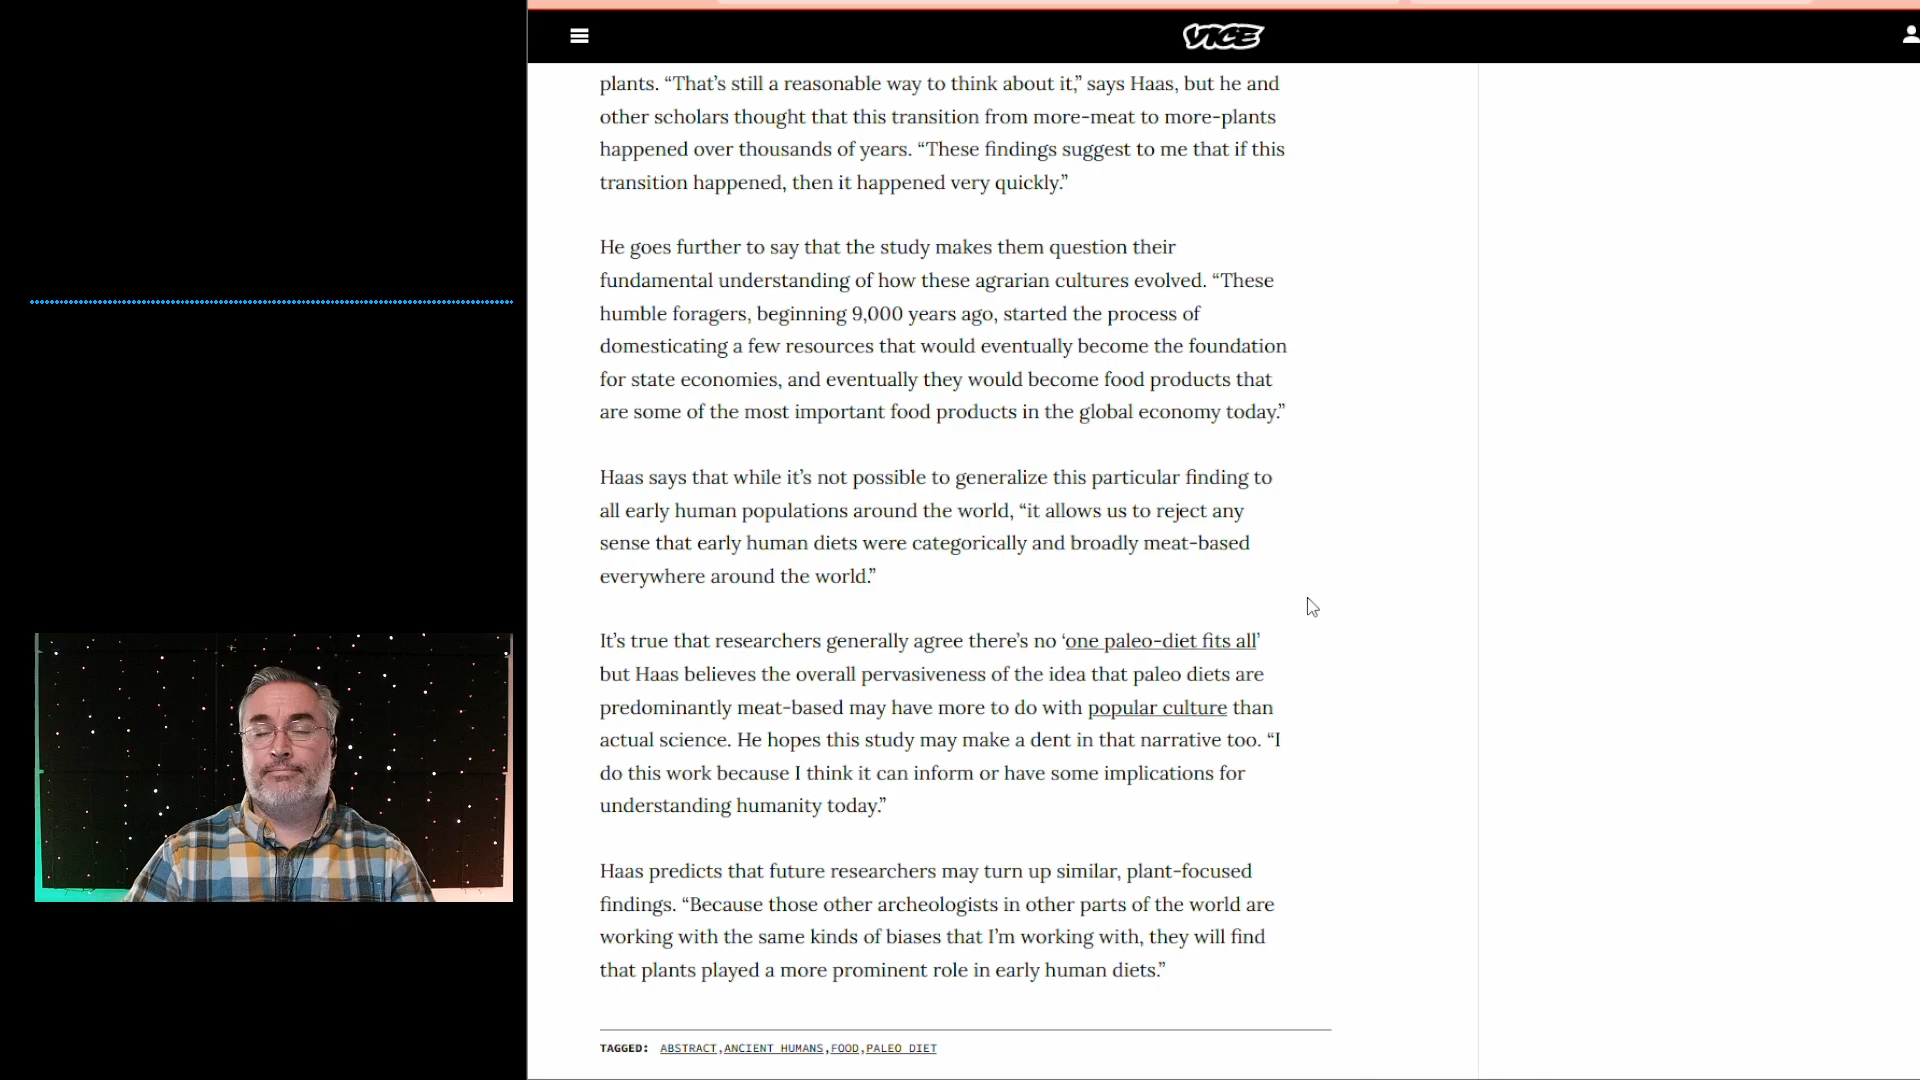 VICE
plants. “That’s still a reasonable way to think about it,” says Haas, but he and
other scholars thought that this transition from more-meat to more-plants
happened over thousands of years. “These findings suggest to me that if this
transition happened, then it happened very quickly.”
He goes further to say that the study makes them question their
fundamental understanding of how these agrarian cultures evolved. “These
humble foragers, beginning 9,000 years ago, started the process of
domesticating a few resources that would eventually become the foundation
for state economies, and eventually they would become food products that
are some of the most important food products in the global economy today.”
Haas says that while it’s not possible to generalize this particular finding to
all early human populations around the world, “it allows us to reject any
sense that early human diets were categorically and broadly meat-based
everywhere around the world.”
It’s true that researchers generally agree there’s no ‘one paleo-diet fits all’
but Haas believes the overall pervasiveness of the idea that paleo diets are
predominantly meat-based may have more to do with popular culture than
actual science. He hopes this study may make a dent in that narrative too. “I
do this work because I think it can inform or have some implications for
understanding humanity today.”
Haas predicts that future researchers may turn up similar, plant-focused
findings. “Because those other archeologists in other parts of the world are
working with the same kinds of biases that I’m working with, they will find
that plants played a more prominent role in early human diets.”
TAGGED: ABSTRACT,ANCIENT HUMANS,FOOD,PALEO DIET